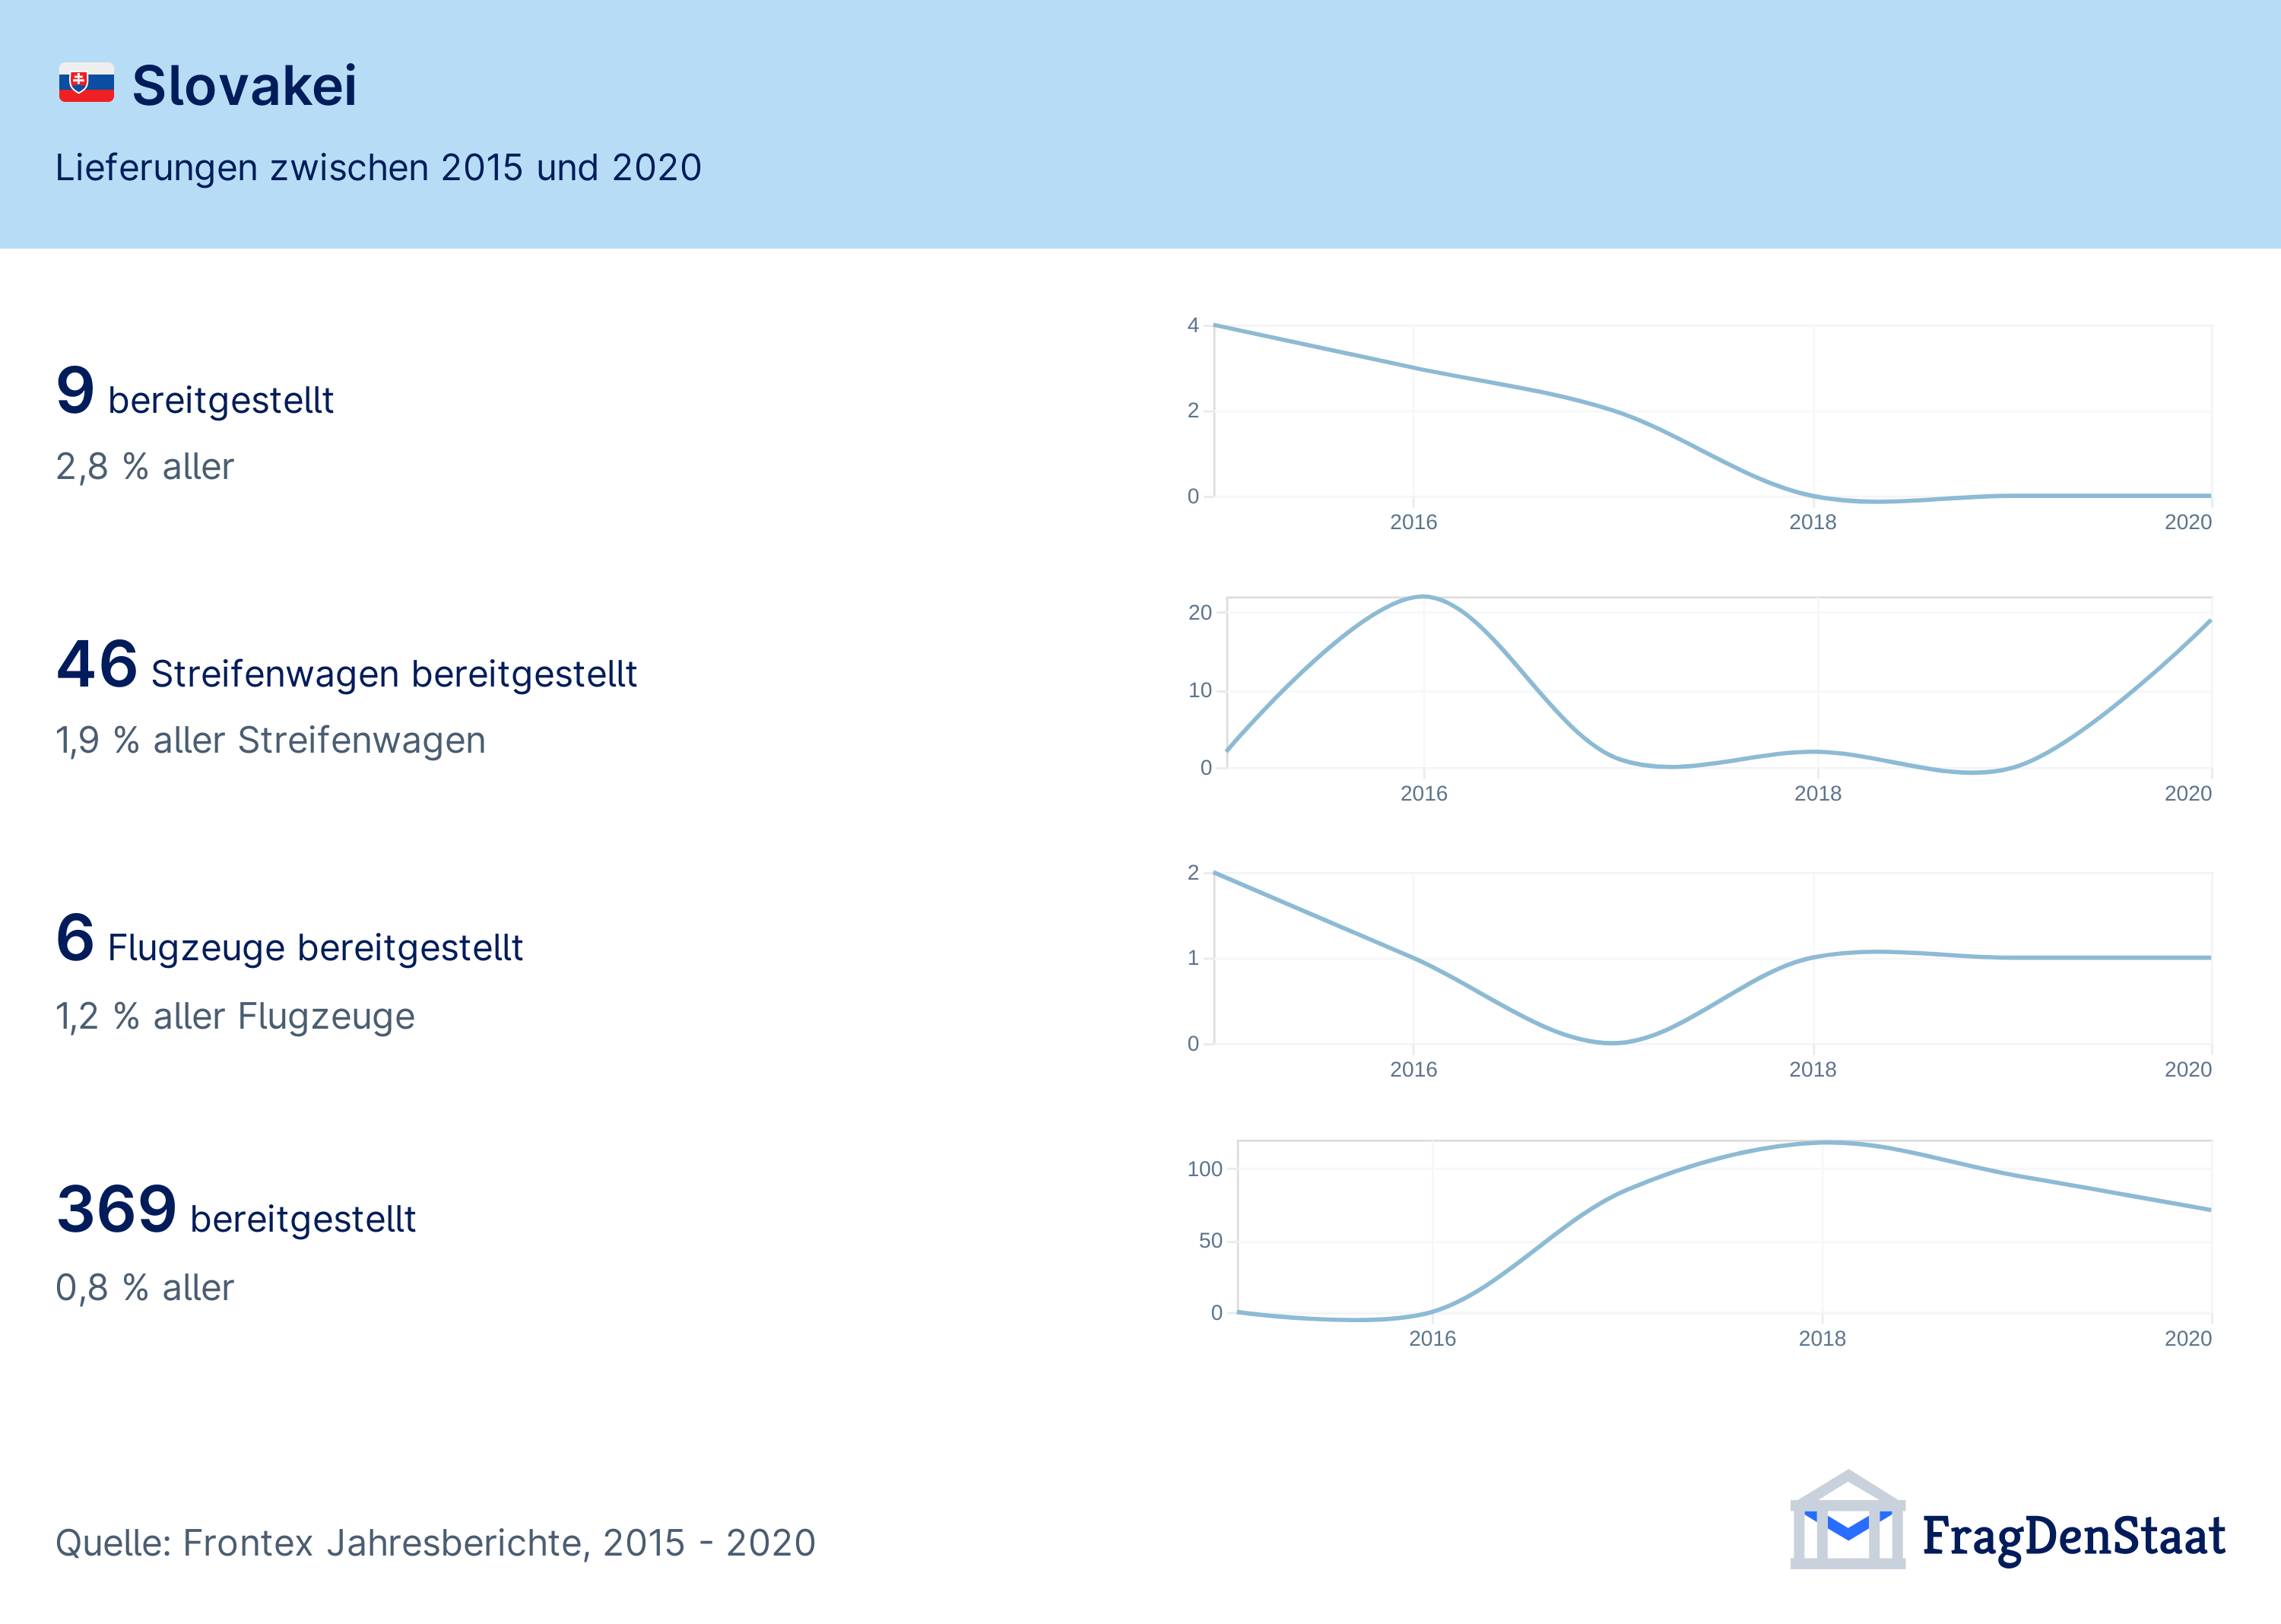 Slovakei
Lieferungen zwischen 2015 und 2020
9 bereitgestellt
2,8 % aller
4
2
0
2016
2018
2020
46 Streifenwagen bereitgestellt
1,9 % aller Streifenwagen
20
10
0
2016
2018
2020
6 Flugzeuge bereitgestellt
1,2 % aller Flugzeuge
2
1
0
2016
2018
2020
369 bereitgestellt
0,8 % aller
100
50
0
2016
2018
2020
Quelle: Frontex Jahresberichte, 2015 - 2020
FragDenStaat